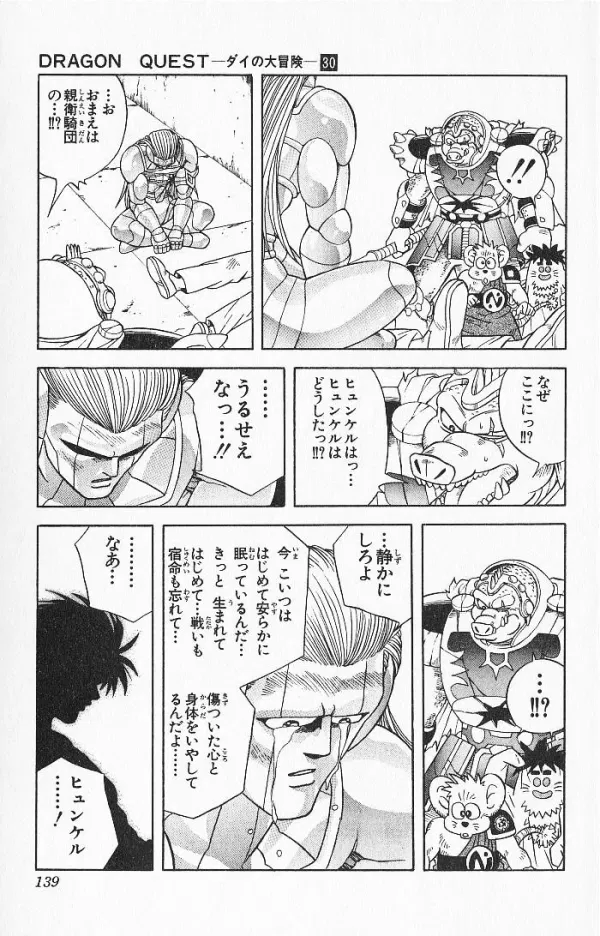 DRAGON QUEST―ダイの大冒険―30
!!
…お
おまえは
親衛騎団
の…!!?
なぜ
ここにっ!!?
ヒュンケルはっ…
ヒュンケルは
どうしたっ!!?
……
うるせえ
なっ…!!
…!!?
…静かに
しろよ
今 こいつは
はじめて安らかに
眠っているんだ…
きっと 生まれて
はじめて…戦いも
宿命も忘れて…
傷ついた心と
身体をいやして
るんだよ……
なあ…
ヒュンケル
……!
139